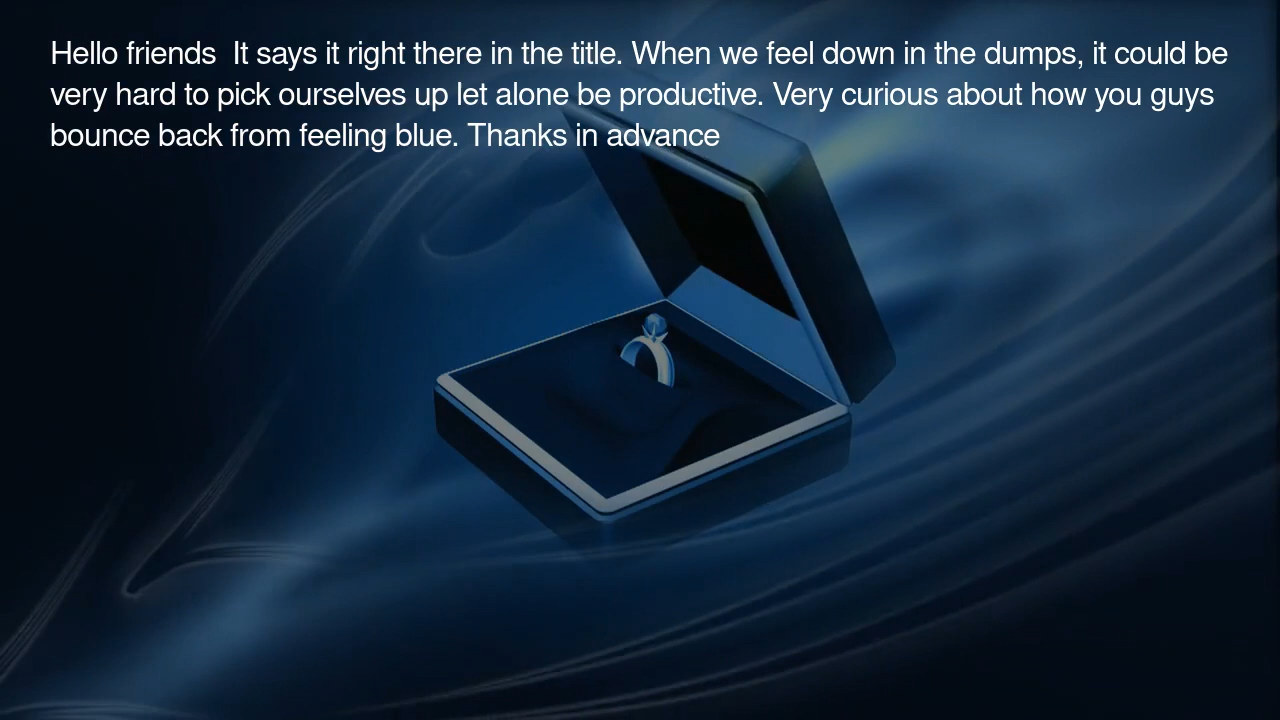 Hello friends  It says it right there in the title. When we feel down in the dumps, it could be
very hard to pick ourselves up let alone be productive. Very curious about how you guys
bounce back from feeling blue. Thanks in advance